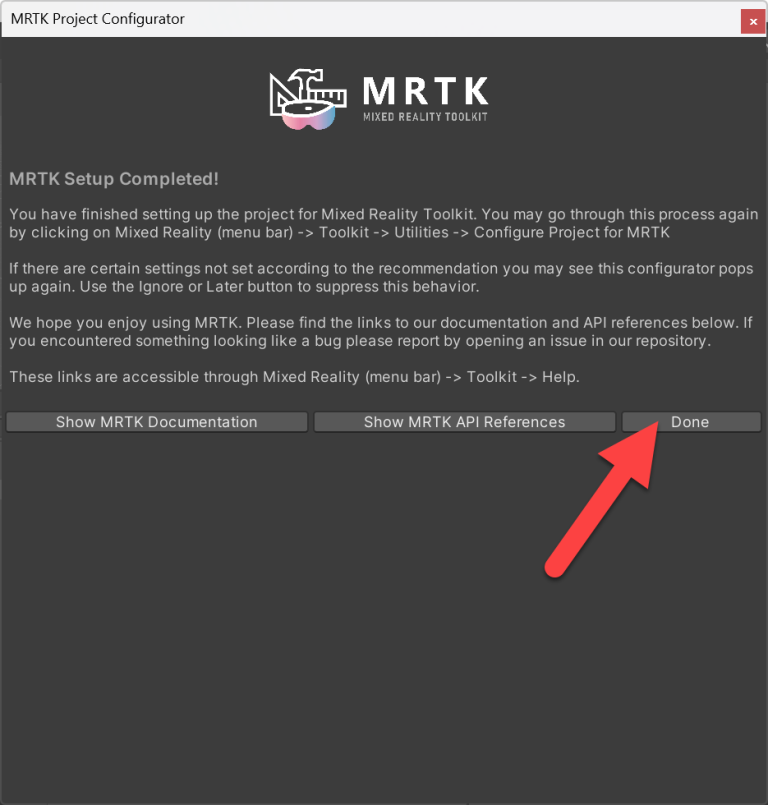 MRTK Project Configurator
x
MRTK
MIXED REALITY TOOLKIT
MRTK Setup Completed!
You have finished setting up the project for Mixed Reality Toolkit. You may go through this process again
by clicking on Mixed Reality (menu bar) -> Toolkit -> Utilities -> Configure Project for MRTK
If there are certain settings not set according to the recommendation you may see this configurator pops
up again. Use the Ignore or Later button to suppress this behavior.
We hope you enjoy using MRTK. Please find the links to our documentation and API references below. If
you encountered something looking like a bug please report by opening an issue in our repository.
These links are accessible through Mixed Reality (menu bar) -> Toolkit -> Help.
Show MRTK Documentation Show MRTK API References Done